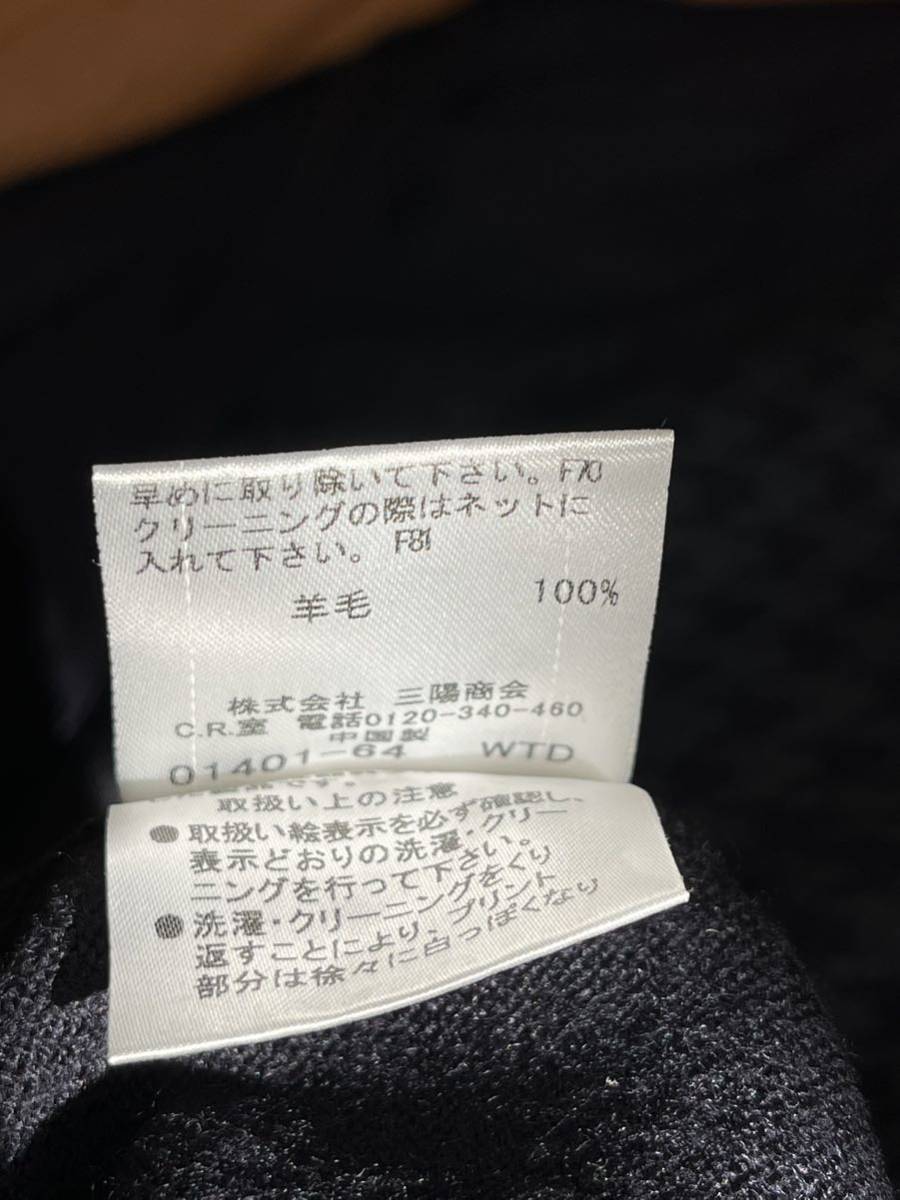 早めに取り除いて下さい。F70
クリーニングの際はネットに
入れて下さい。 F81
羊毛 100%
株式会社 三陽商会
C.R.室 電話0120-340-460
中国製
01401-64 WTD
取扱い上の注意
●取扱い絵表示を必ず確認し、
表示どおりの洗濯・クリー
ニングを行って下さい。
●洗濯・クリーニングをくり
返すことにより、プリント
部分は徐々に白っぽくなり